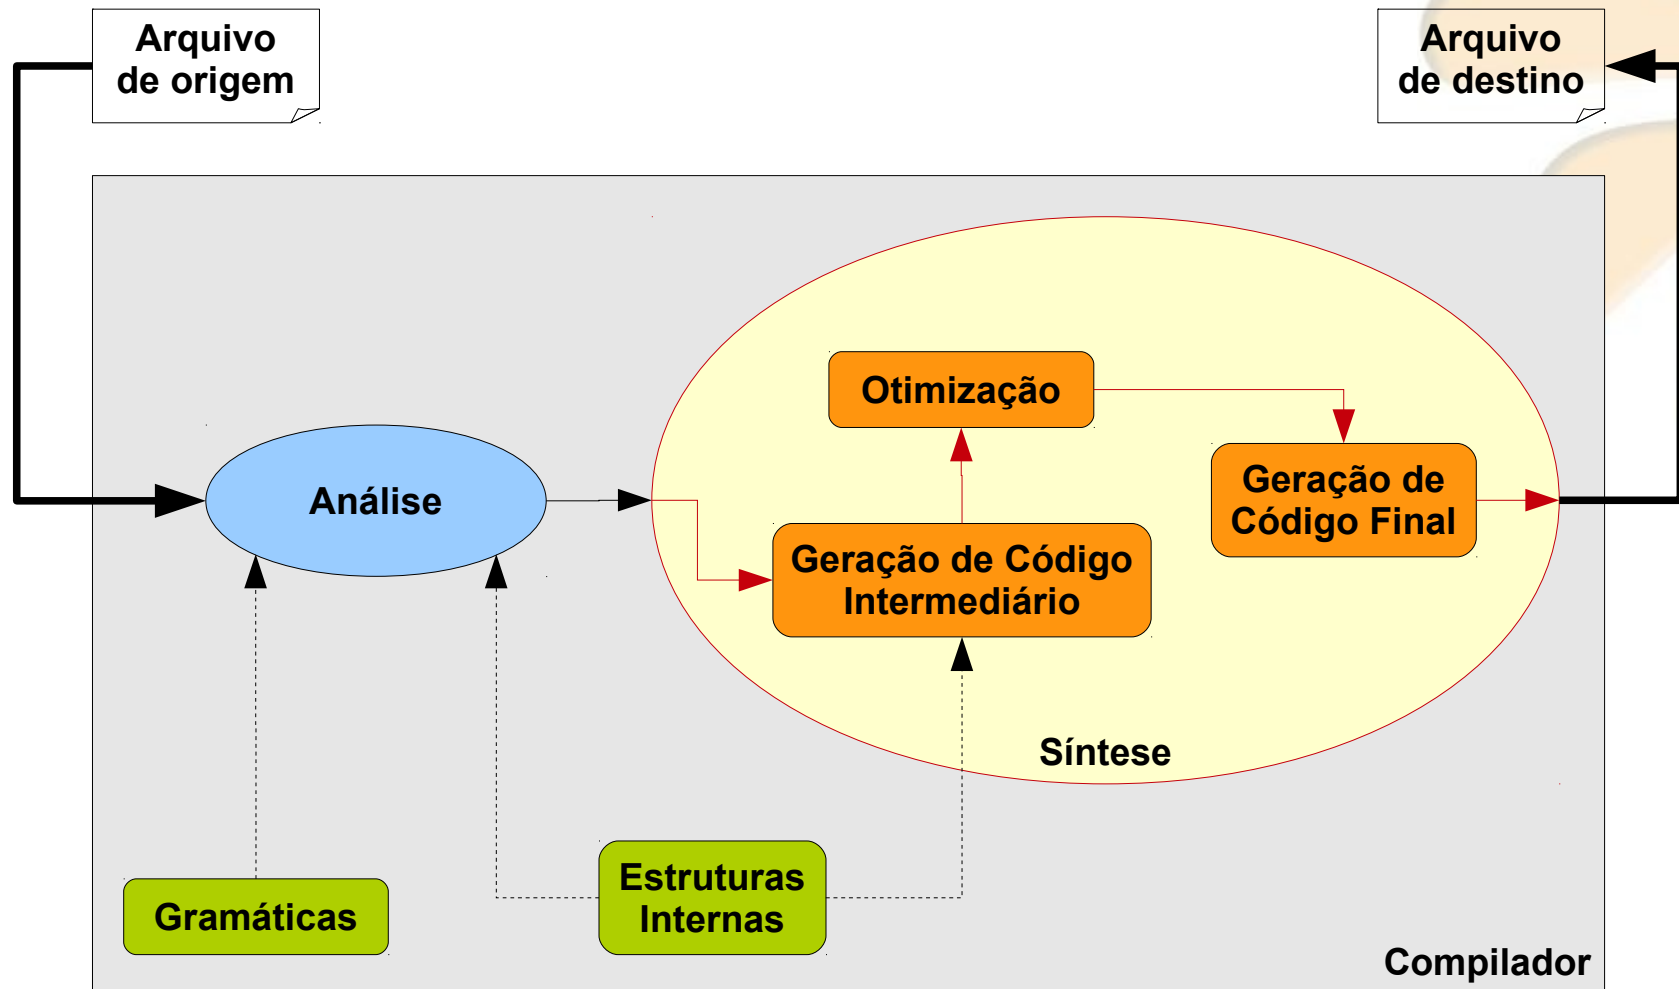 Arquivo
de origem
Arquivo
de destino
Otimização
Análise
Geração de
Código Final
Geração de Código
Intermediário
Síntese
Estruturas
Internas
Gramáticas
Compilador